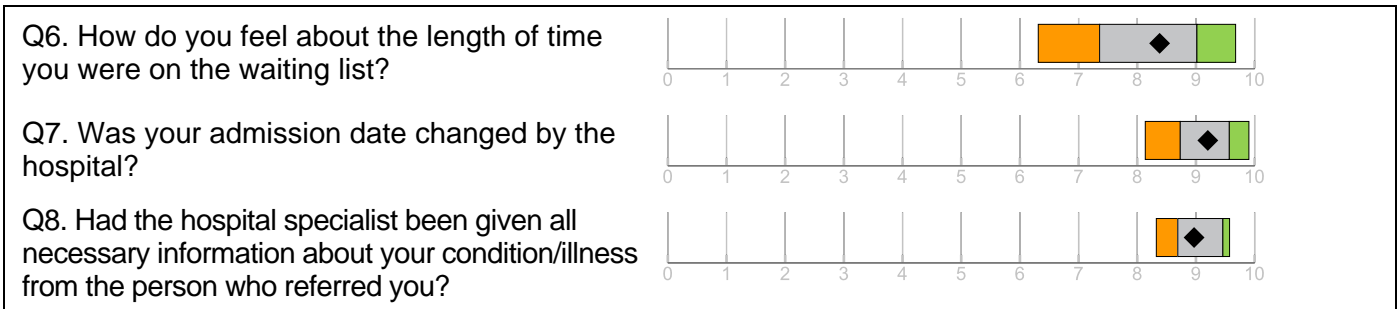 Q6. How do you feel about the length of time
you were on the waiting list?
0 1 2 3 4 5 6 7 8 9 10
Q7. Was your admission date changed by the
hospital?
0 1 2 3 4 5 6 7 8 9 10
Q8. Had the hospital specialist been given all
necessary information about your condition/illness
from the person who referred you?
0 1 2 3 4 5 6 7 8 9 10